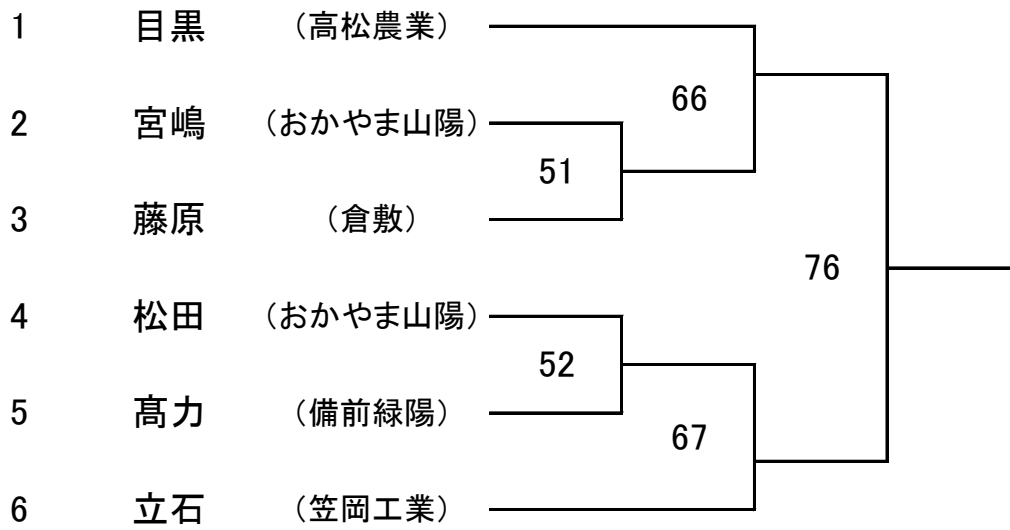 1 目黒 （高松農業）
66
2 宮嶋 （おかやま山陽）
51
3 藤原 （倉敷）
76
4 松田 （おかやま山陽）
52
5 髙力 （備前緑陽）
67
6 立石 （笠岡工業）